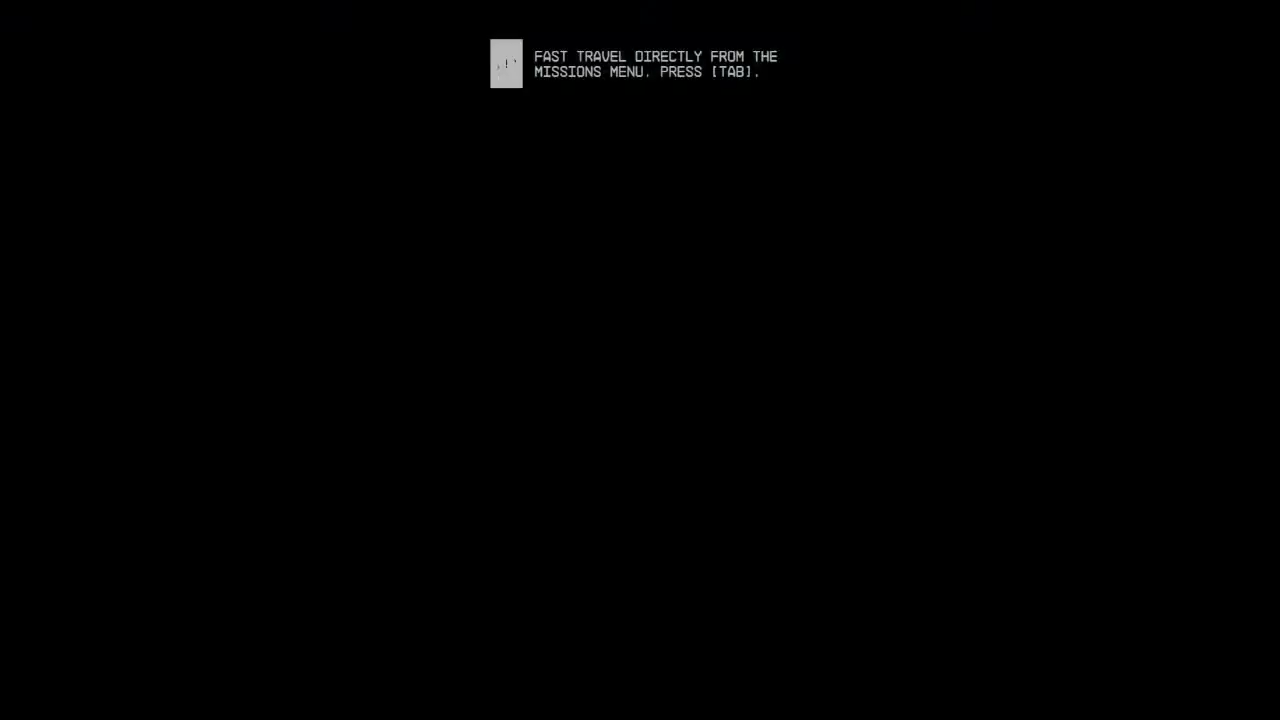 FAST TRAVEL DIRECTLY FROM THE
MISSIONS MENU. PRESS [TAB].